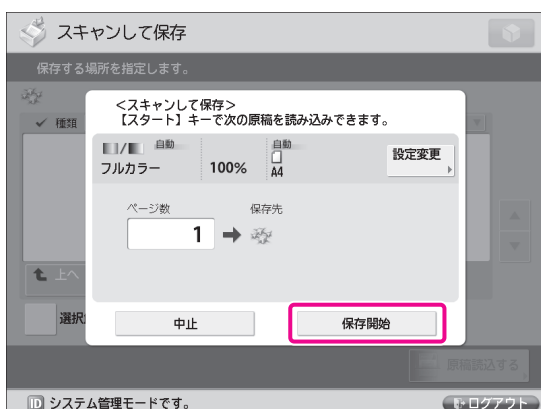 スキャンして保存
保存する場所を指定します。
種類
<スキャンして保存>
【スタート】キーで次の原稿を読み込みできます。
自動
フルカラー
100%
自動
A4
設定変更
ページ数
保存先
1
上へ
選択
中止
保存開始
原稿読込する
ID システム管理モードです。
ログアウト